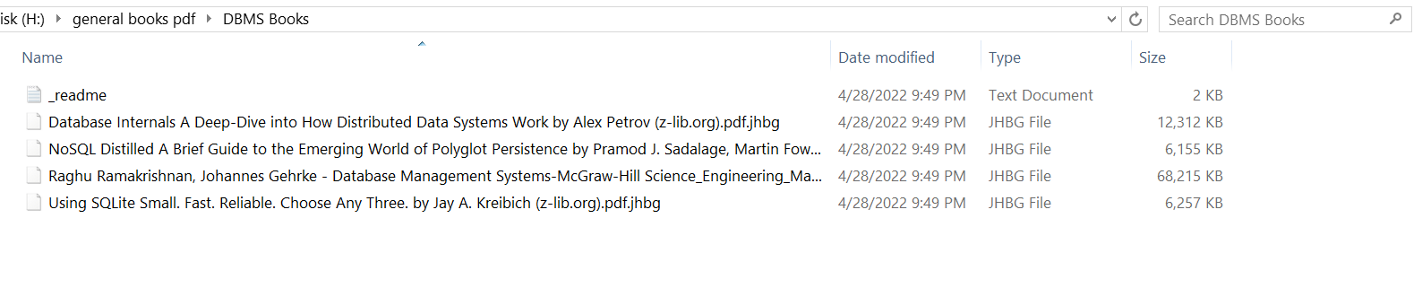 isk (H:) general books pdf DBMS Books Search DBMS Books
Name Date modified Type Size
_readme 4/28/2022 9:49 PM Text Document 2 KB
Database Internals A Deep-Dive into How Distributed Data Systems Work by Alex Petrov (z-lib.org).pdf.jhbg 4/28/2022 9:49 PM JHBG File 12,312 KB
NoSQL Distilled A Brief Guide to the Emerging World of Polyglot Persistence by Pramod J. Sadalage, Martin Fow... 4/28/2022 9:49 PM JHBG File 6,155 KB
Raghu Ramakrishnan, Johannes Gehrke - Database Management Systems-McGraw-Hill Science_Engineering_Ma... 4/28/2022 9:49 PM JHBG File 68,215 KB
Using SQLite Small. Fast. Reliable. Choose Any Three. by Jay A. Kreibich (z-lib.org).pdf.jhbg 4/28/2022 9:49 PM JHBG File 6,257 KB